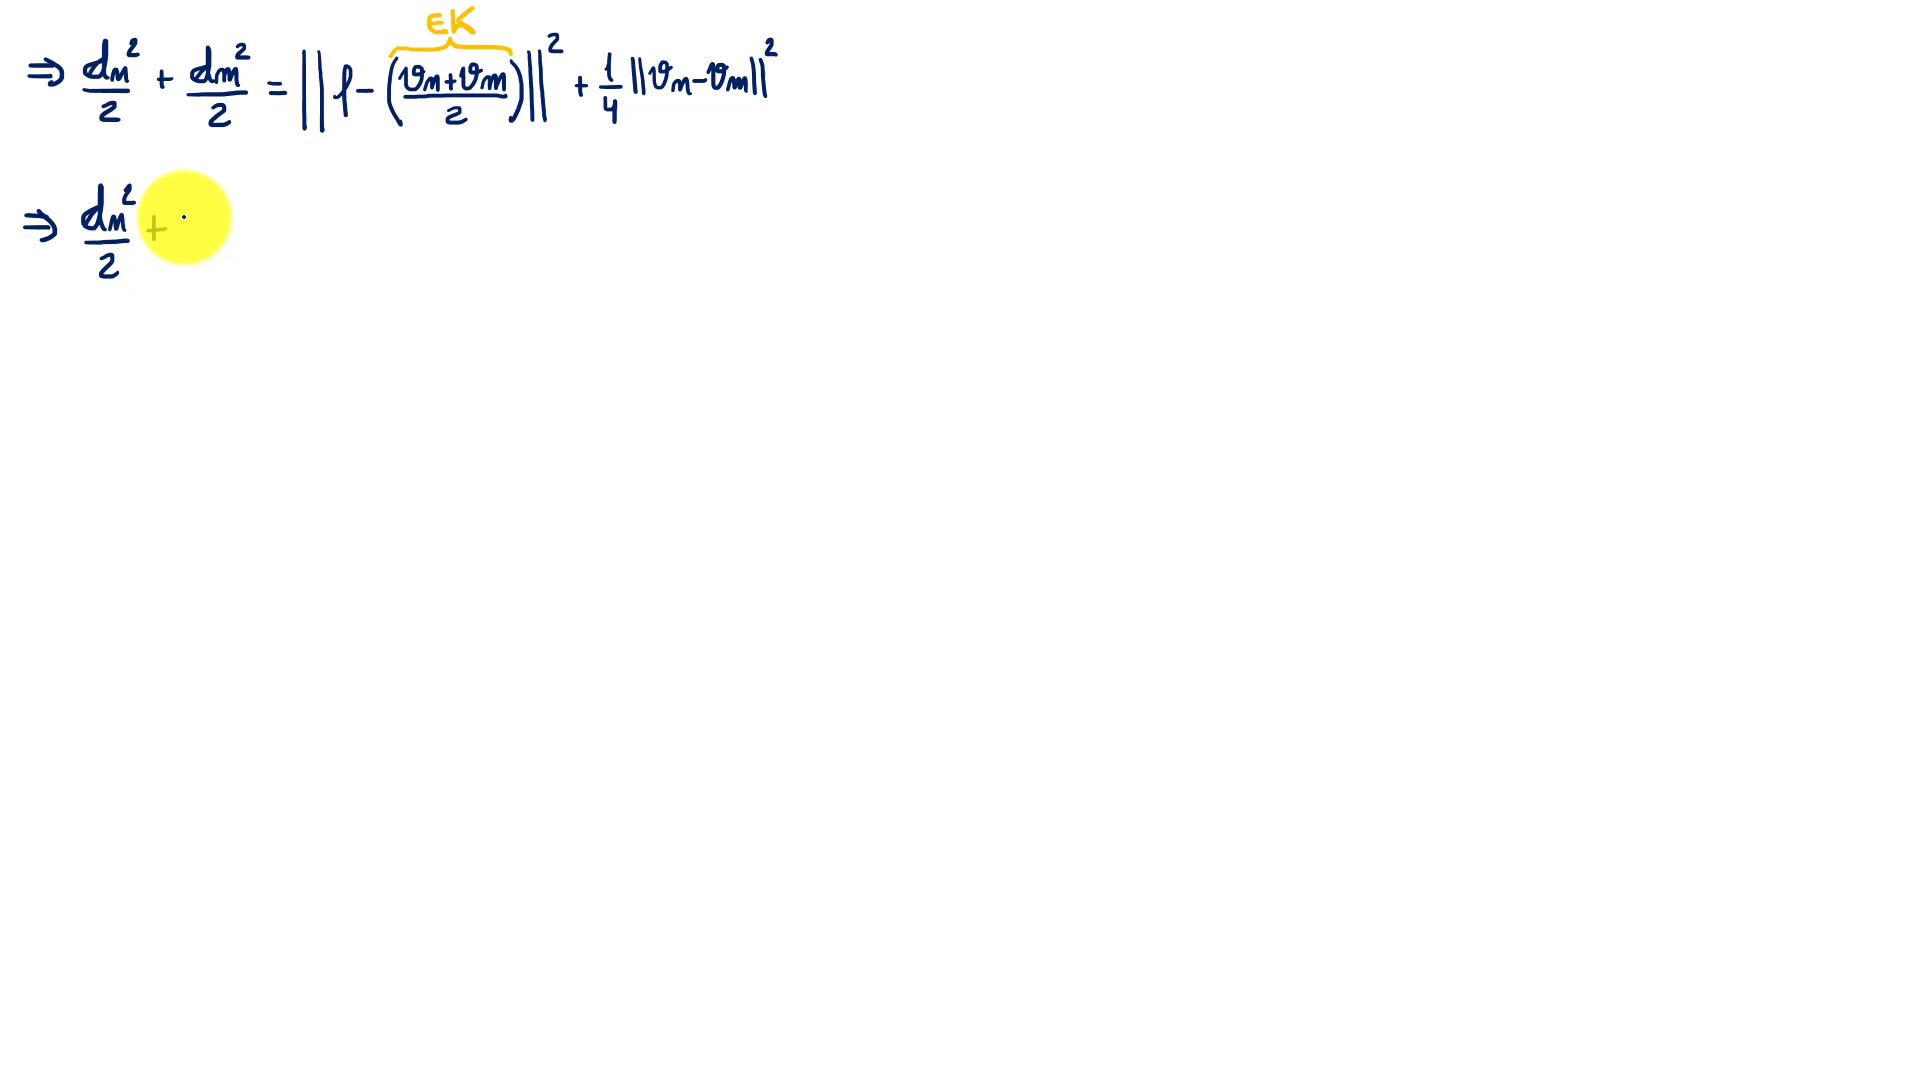 ∈K
⇒ dn²/2 + dm²/2 = || f - ((vn + vm)/2) ||² + 1/4 ||vn - vm||²
⇒ dn²/2 +